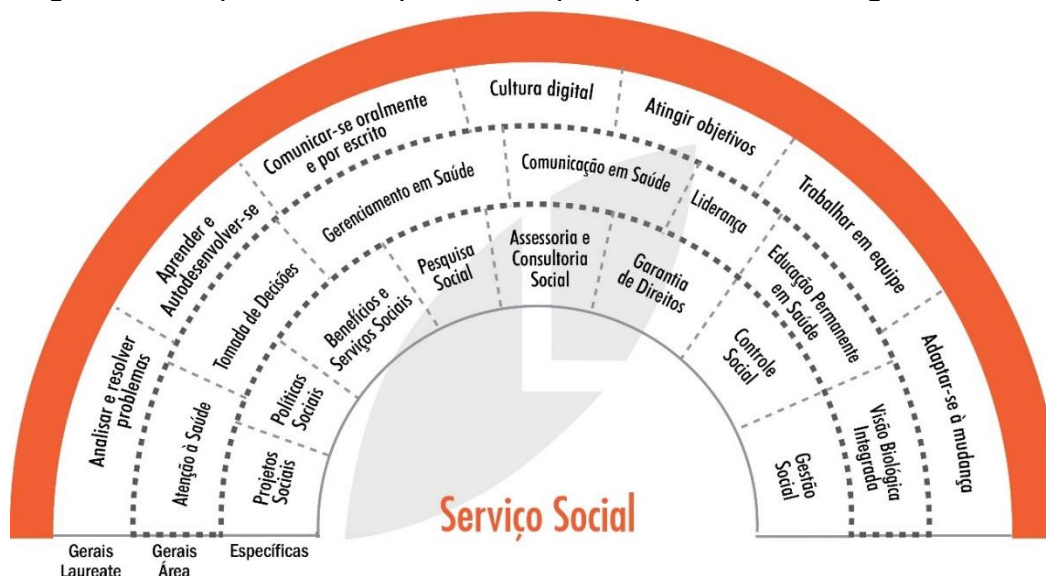 Analisar e resolver
problemas
Aprender e
Autodesenvolver-se
Comunicar-se oralmente
e por escrito
Cultura digital
Atingir objetivos
Trabalhar em equipe
Adaptar-se à mudança
Atenção à Saúde
Tomada de Decisões
Gerenciamento em Saúde
Comunicação em Saúde
Liderança
Educação Permanente
em Saúde
Visão Biológica
Integrada
Projetos
Sociais
Políticas
Sociais
Benefícios e
Serviços Sociais
Pesquisa
Social
Assessoria e
Consultoria
Social
Garantia
de Direitos
Controle
Social
Gestão
Social
Serviço Social
Gerais
Laureate
Gerais
Área
Específicas